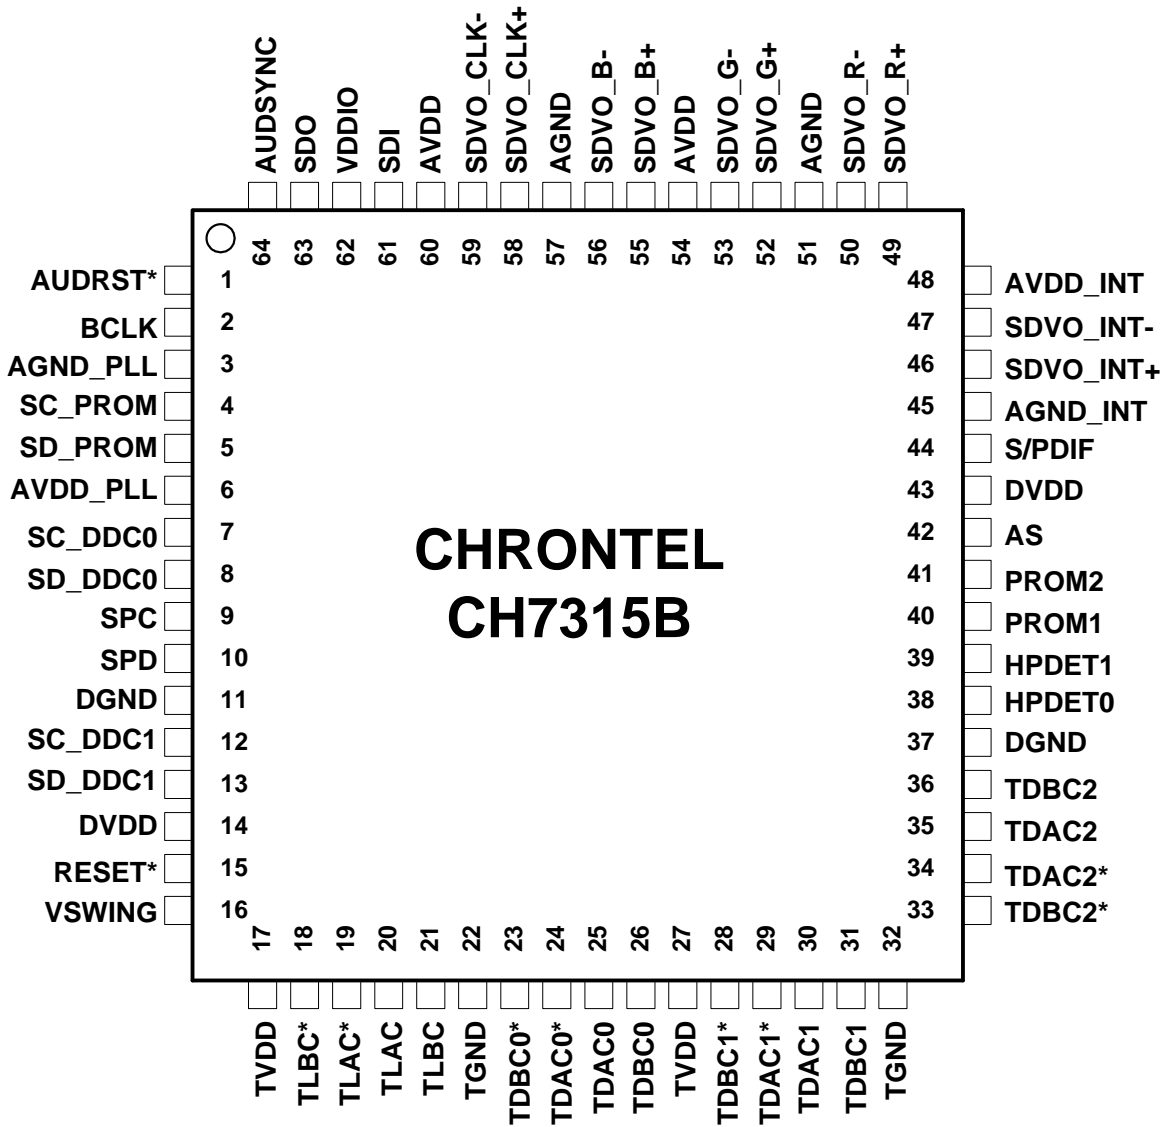 AUDSYNC
SDO
VDDIO
SDI
AVDD
SDVO_CLK-
SDVO_CLK+
AGND
SDVO_B-
SDVO_B+
AVDD
SDVO_G-
SDVO_G+
AGND
SDVO_R-
SDVO_R+
64 63 62 61 60 59 58 57 56 55 54 53 52 51 50 49
AUDRST* 1
BCLK 2
AGND_PLL 3
SC_PROM 4
SD_PROM 5
AVDD_PLL 6
SC_DDC0 7
SD_DDC0 8
SPC 9
SPD 10
DGND 11
SC_DDC1 12
SD_DDC1 13
DVDD 14
RESET* 15
VSWING 16
CHRONTEL
CH7315B
48 AVDD_INT
47 SDVO_INT-
46 SDVO_INT+
45 AGND_INT
44 S/PDIF
43 DVDD
42 AS
41 PROM2
40 PROM1
39 HPDET1
38 HPDET0
37 DGND
36 TDBC2
35 TDAC2
34 TDAC2*
33 TDBC2*
17 18 19 20 21 22 23 24 25 26 27 28 29 30 31 32
TVDD
TLBC*
TLAC*
TLAC
TLBC
TGND
TDBC0*
TDAC0*
TDAC0
TDBC0
TVDD
TDBC1*
TDAC1*
TDAC1
TDBC1
TGND